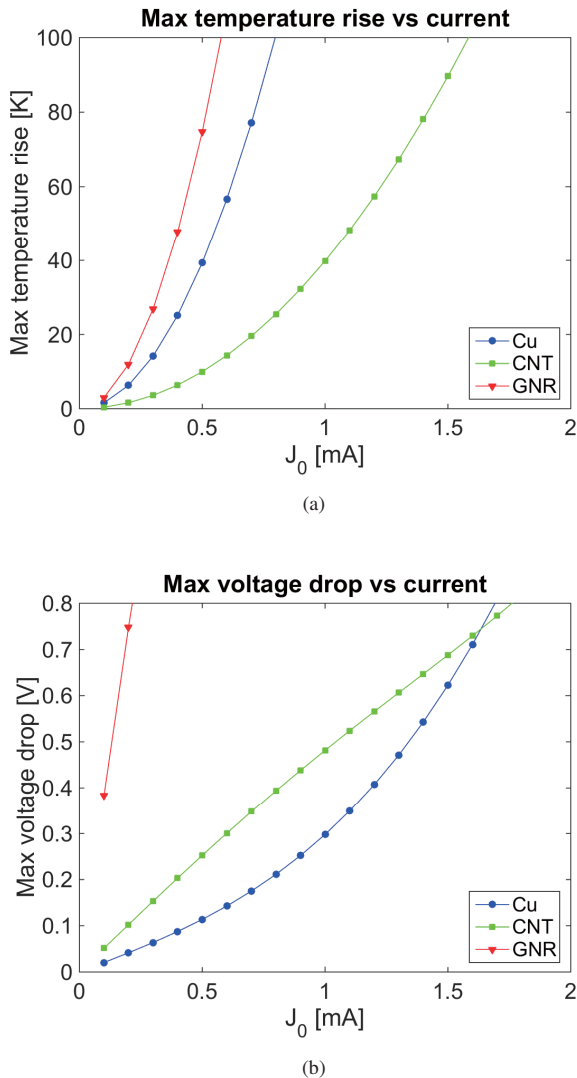 Max temperature rise vs current
Max temperature rise [K]
100
80
60
40
20
0
0
0.5
1
1.5
2
J₀ [mA]
Cu
CNT
GNR
(a)
Max voltage drop vs current
Max voltage drop [V]
0.8
0.7
0.6
0.5
0.4
0.3
0.2
0.1
0
0
0.5
1
1.5
2
J₀ [mA]
Cu
CNT
GNR
(b)